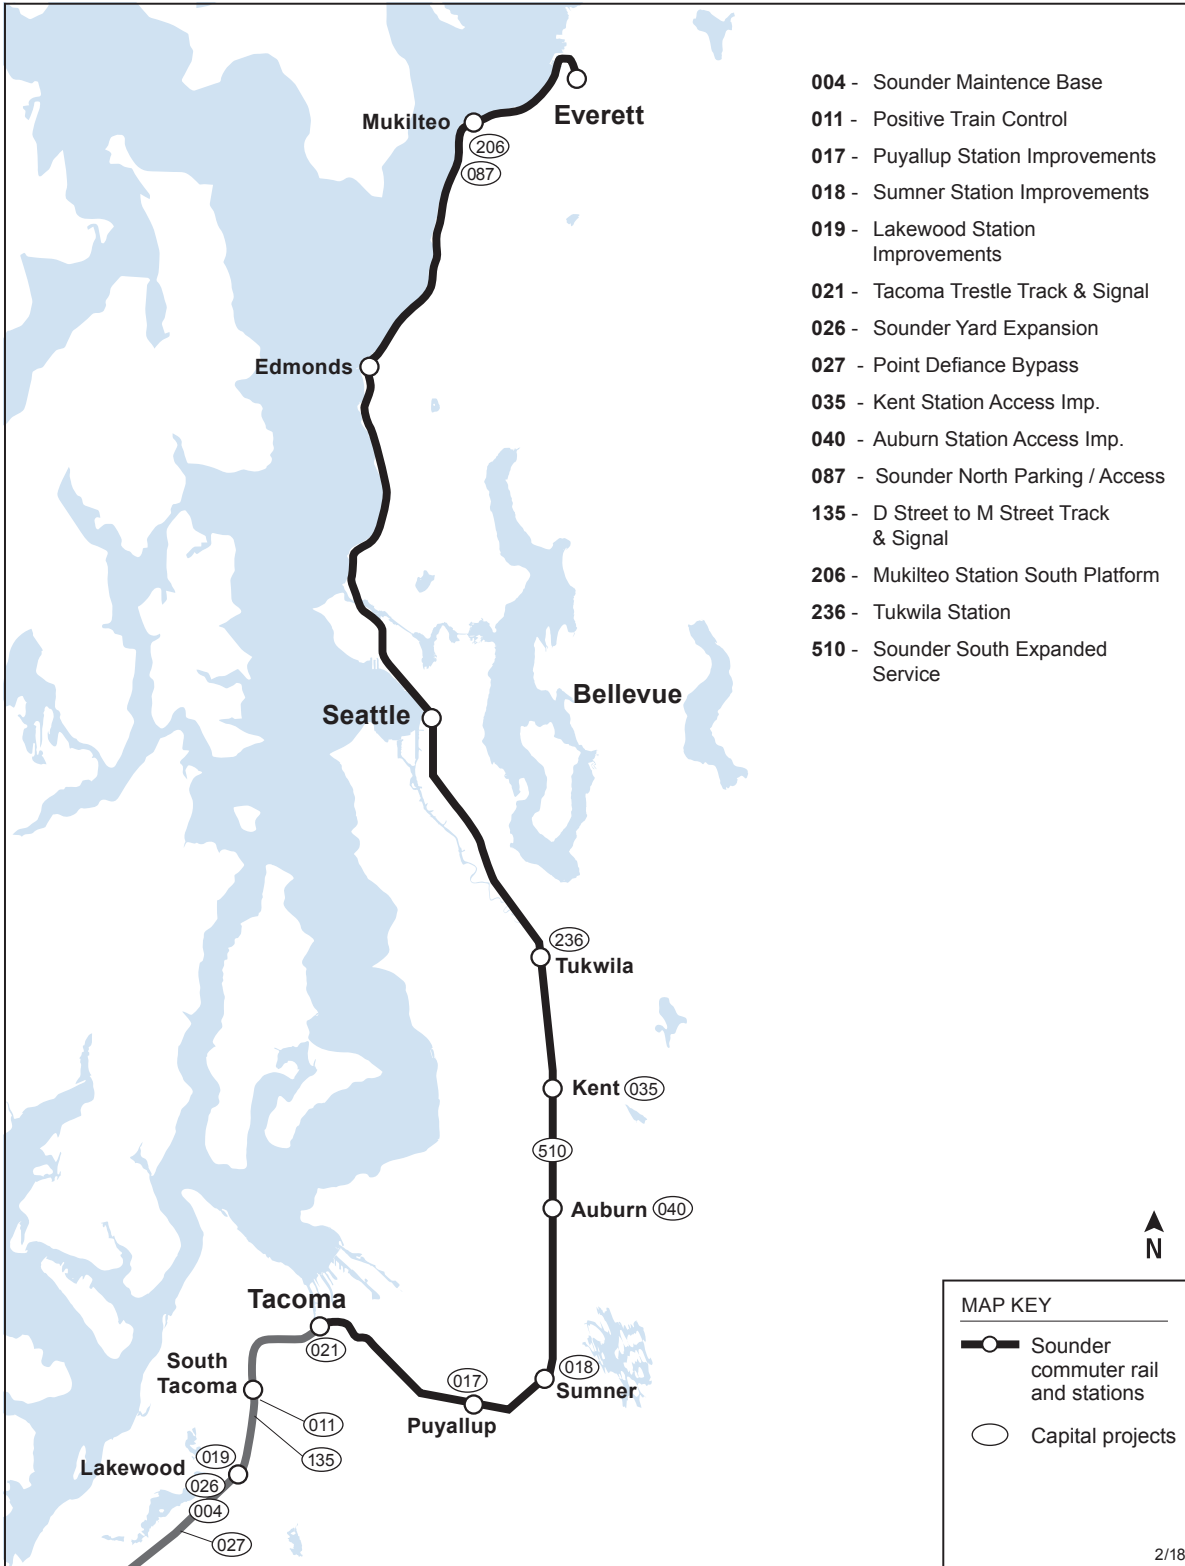 Everett
Mukilteo
206
087
Edmonds
Seattle
Bellevue
236
Tukwila
Kent 035
510
Auburn 040
Tacoma
021
South
Tacoma
018
Sumner
017
Puyallup
011
135
019
Lakewood
026
004
027
004 - Sounder Maintence Base
011 - Positive Train Control
017 - Puyallup Station Improvements
018 - Sumner Station Improvements
019 - Lakewood Station
Improvements
021 - Tacoma Trestle Track & Signal
026 - Sounder Yard Expansion
027 - Point Defiance Bypass
035 - Kent Station Access Imp.
040 - Auburn Station Access Imp.
087 - Sounder North Parking / Access
135 - D Street to M Street Track
& Signal
206 - Mukilteo Station South Platform
236 - Tukwila Station
510 - Sounder South Expanded
Service
N
MAP KEY
Sounder
commuter rail
and stations
Capital projects
2/18